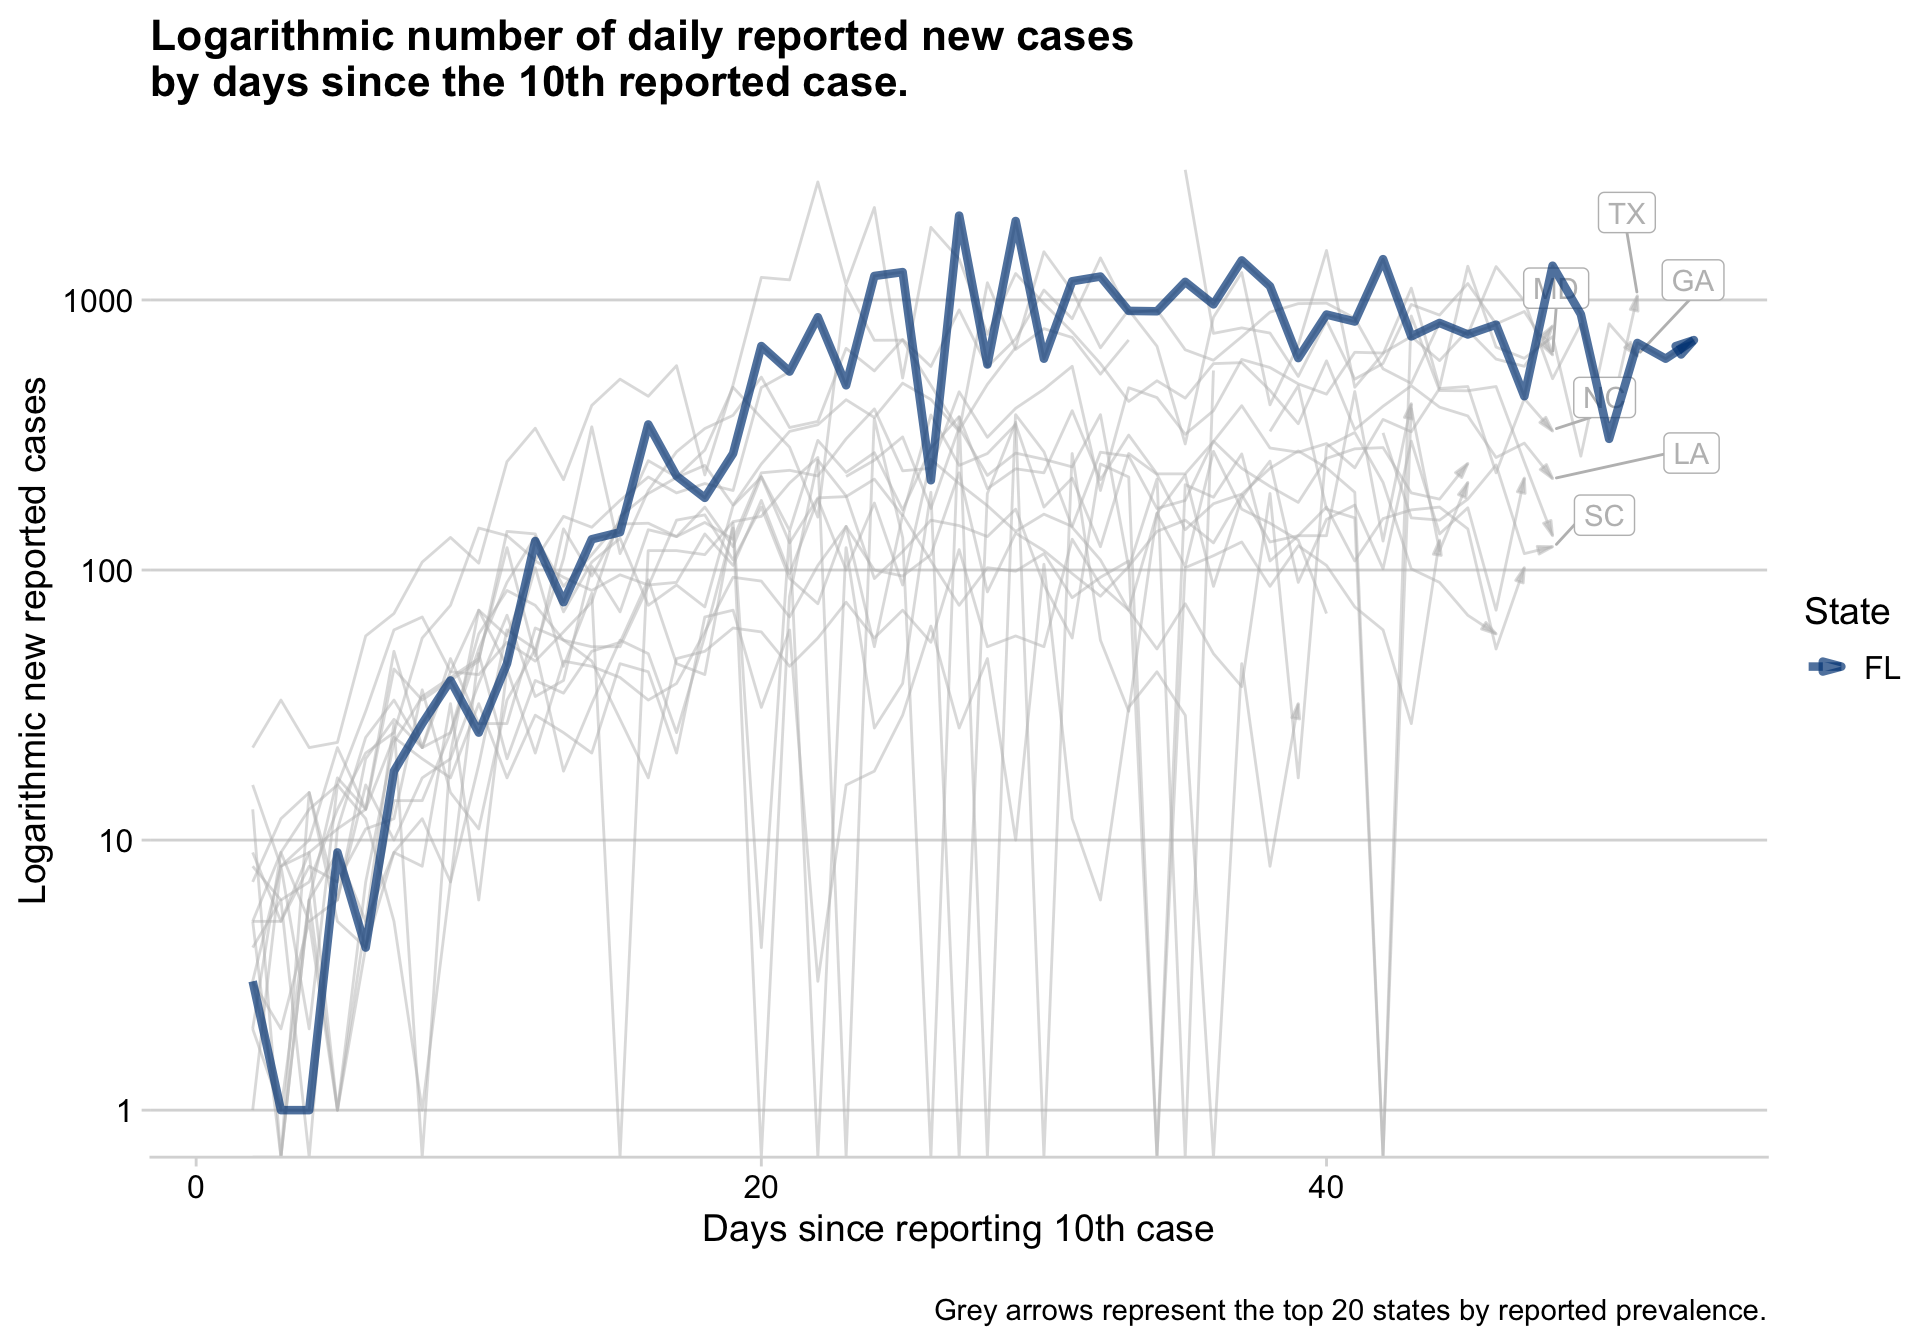 Logarithmic number of daily reported new cases
by days since the 10th reported case.
Logarithmic new reported cases
1000
100
10
1
TX
GA
MD
NC
LA
SC
State
FL
0
20
40
Days since reporting 10th case
Grey arrows represent the top 20 states by reported prevalence.